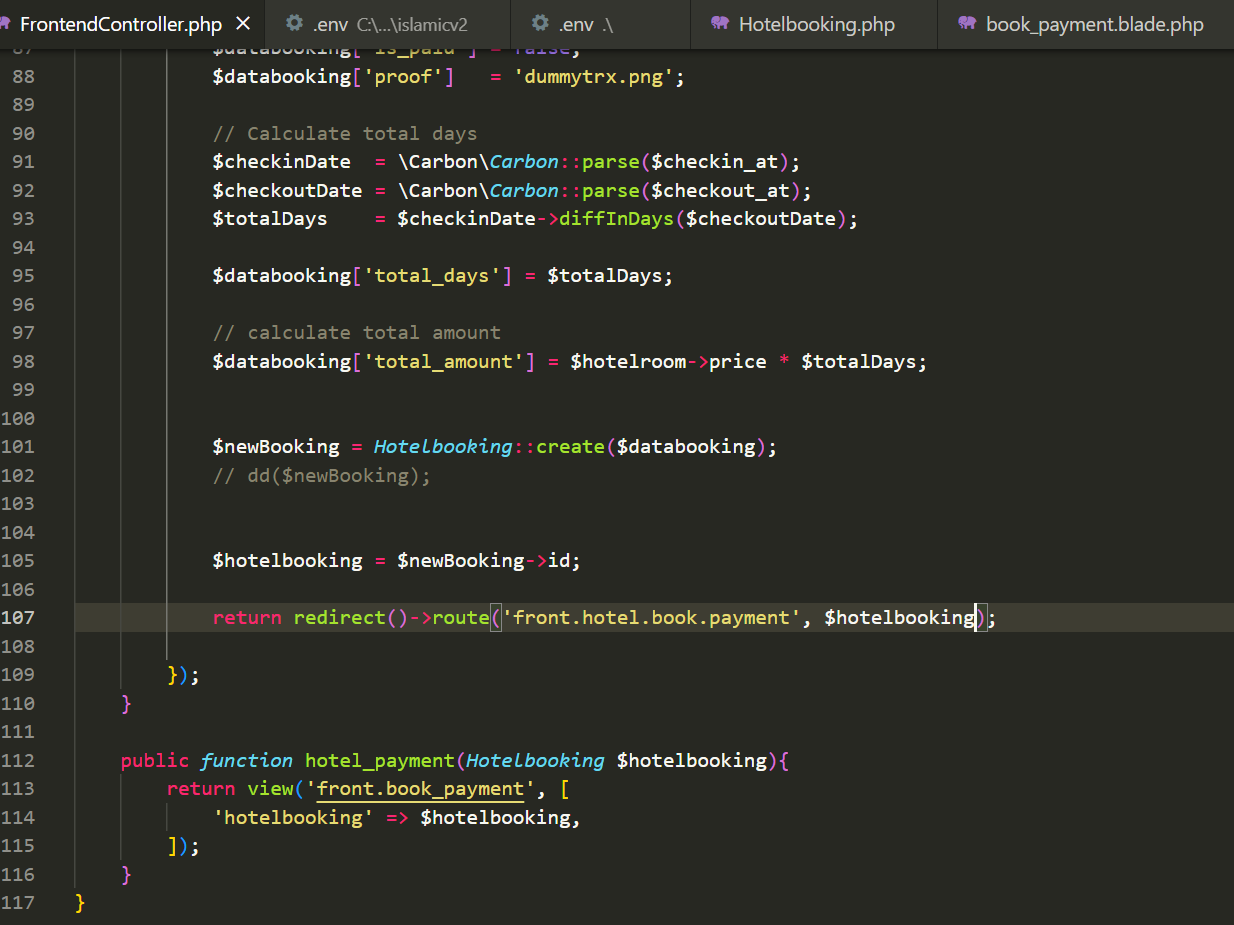 FrontendController.php X .env C:\...\islamicv2 .env .\ Hotelbooking.php book_payment.blade.php
87 $databooking['is_paid'] = false;
88 $databooking['proof'] = 'dummytrx.png';
89
90 // Calculate total days
91 $checkinDate = \Carbon\Carbon::parse($checkin_at);
92 $checkoutDate = \Carbon\Carbon::parse($checkout_at);
93 $totalDays = $checkinDate->diffInDays($checkoutDate);
94
95 $databooking['total_days'] = $totalDays;
96
97 // calculate total amount
98 $databooking['total_amount'] = $hotelroom->price * $totalDays;
99
100
101 $newBooking = Hotelbooking::create($databooking);
102 // dd($newBooking);
103
104
105 $hotelbooking = $newBooking->id;
106
107 return redirect()->route('front.hotel.book.payment', $hotelbooking);
108
109 });
110 }
111
112 public function hotel_payment(Hotelbooking $hotelbooking){
113 return view('front.book_payment', [
114 'hotelbooking' => $hotelbooking,
115 ]);
116 }
117 }